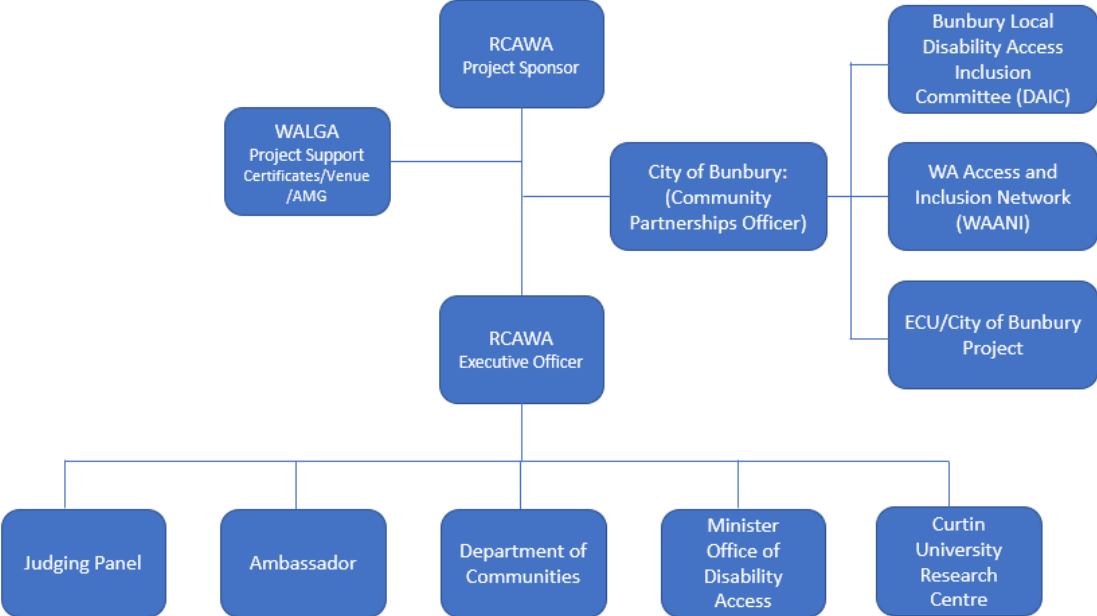 RCAWA
Project Sponsor
WALGA
Project Support
Certificates/Venue
/AMG
City of Bunbury:
(Community
Partnerships Officer)
Bunbury Local
Disability Access
Inclusion
Committee (DAIC)
WA Access and
Inclusion Network
(WAANI)
ECU/City of Bunbury
Project
RCAWA
Executive Officer
Judging Panel
Ambassador
Department of
Communities
Minister
Office of
Disability
Access
Curtin
University
Research
Centre